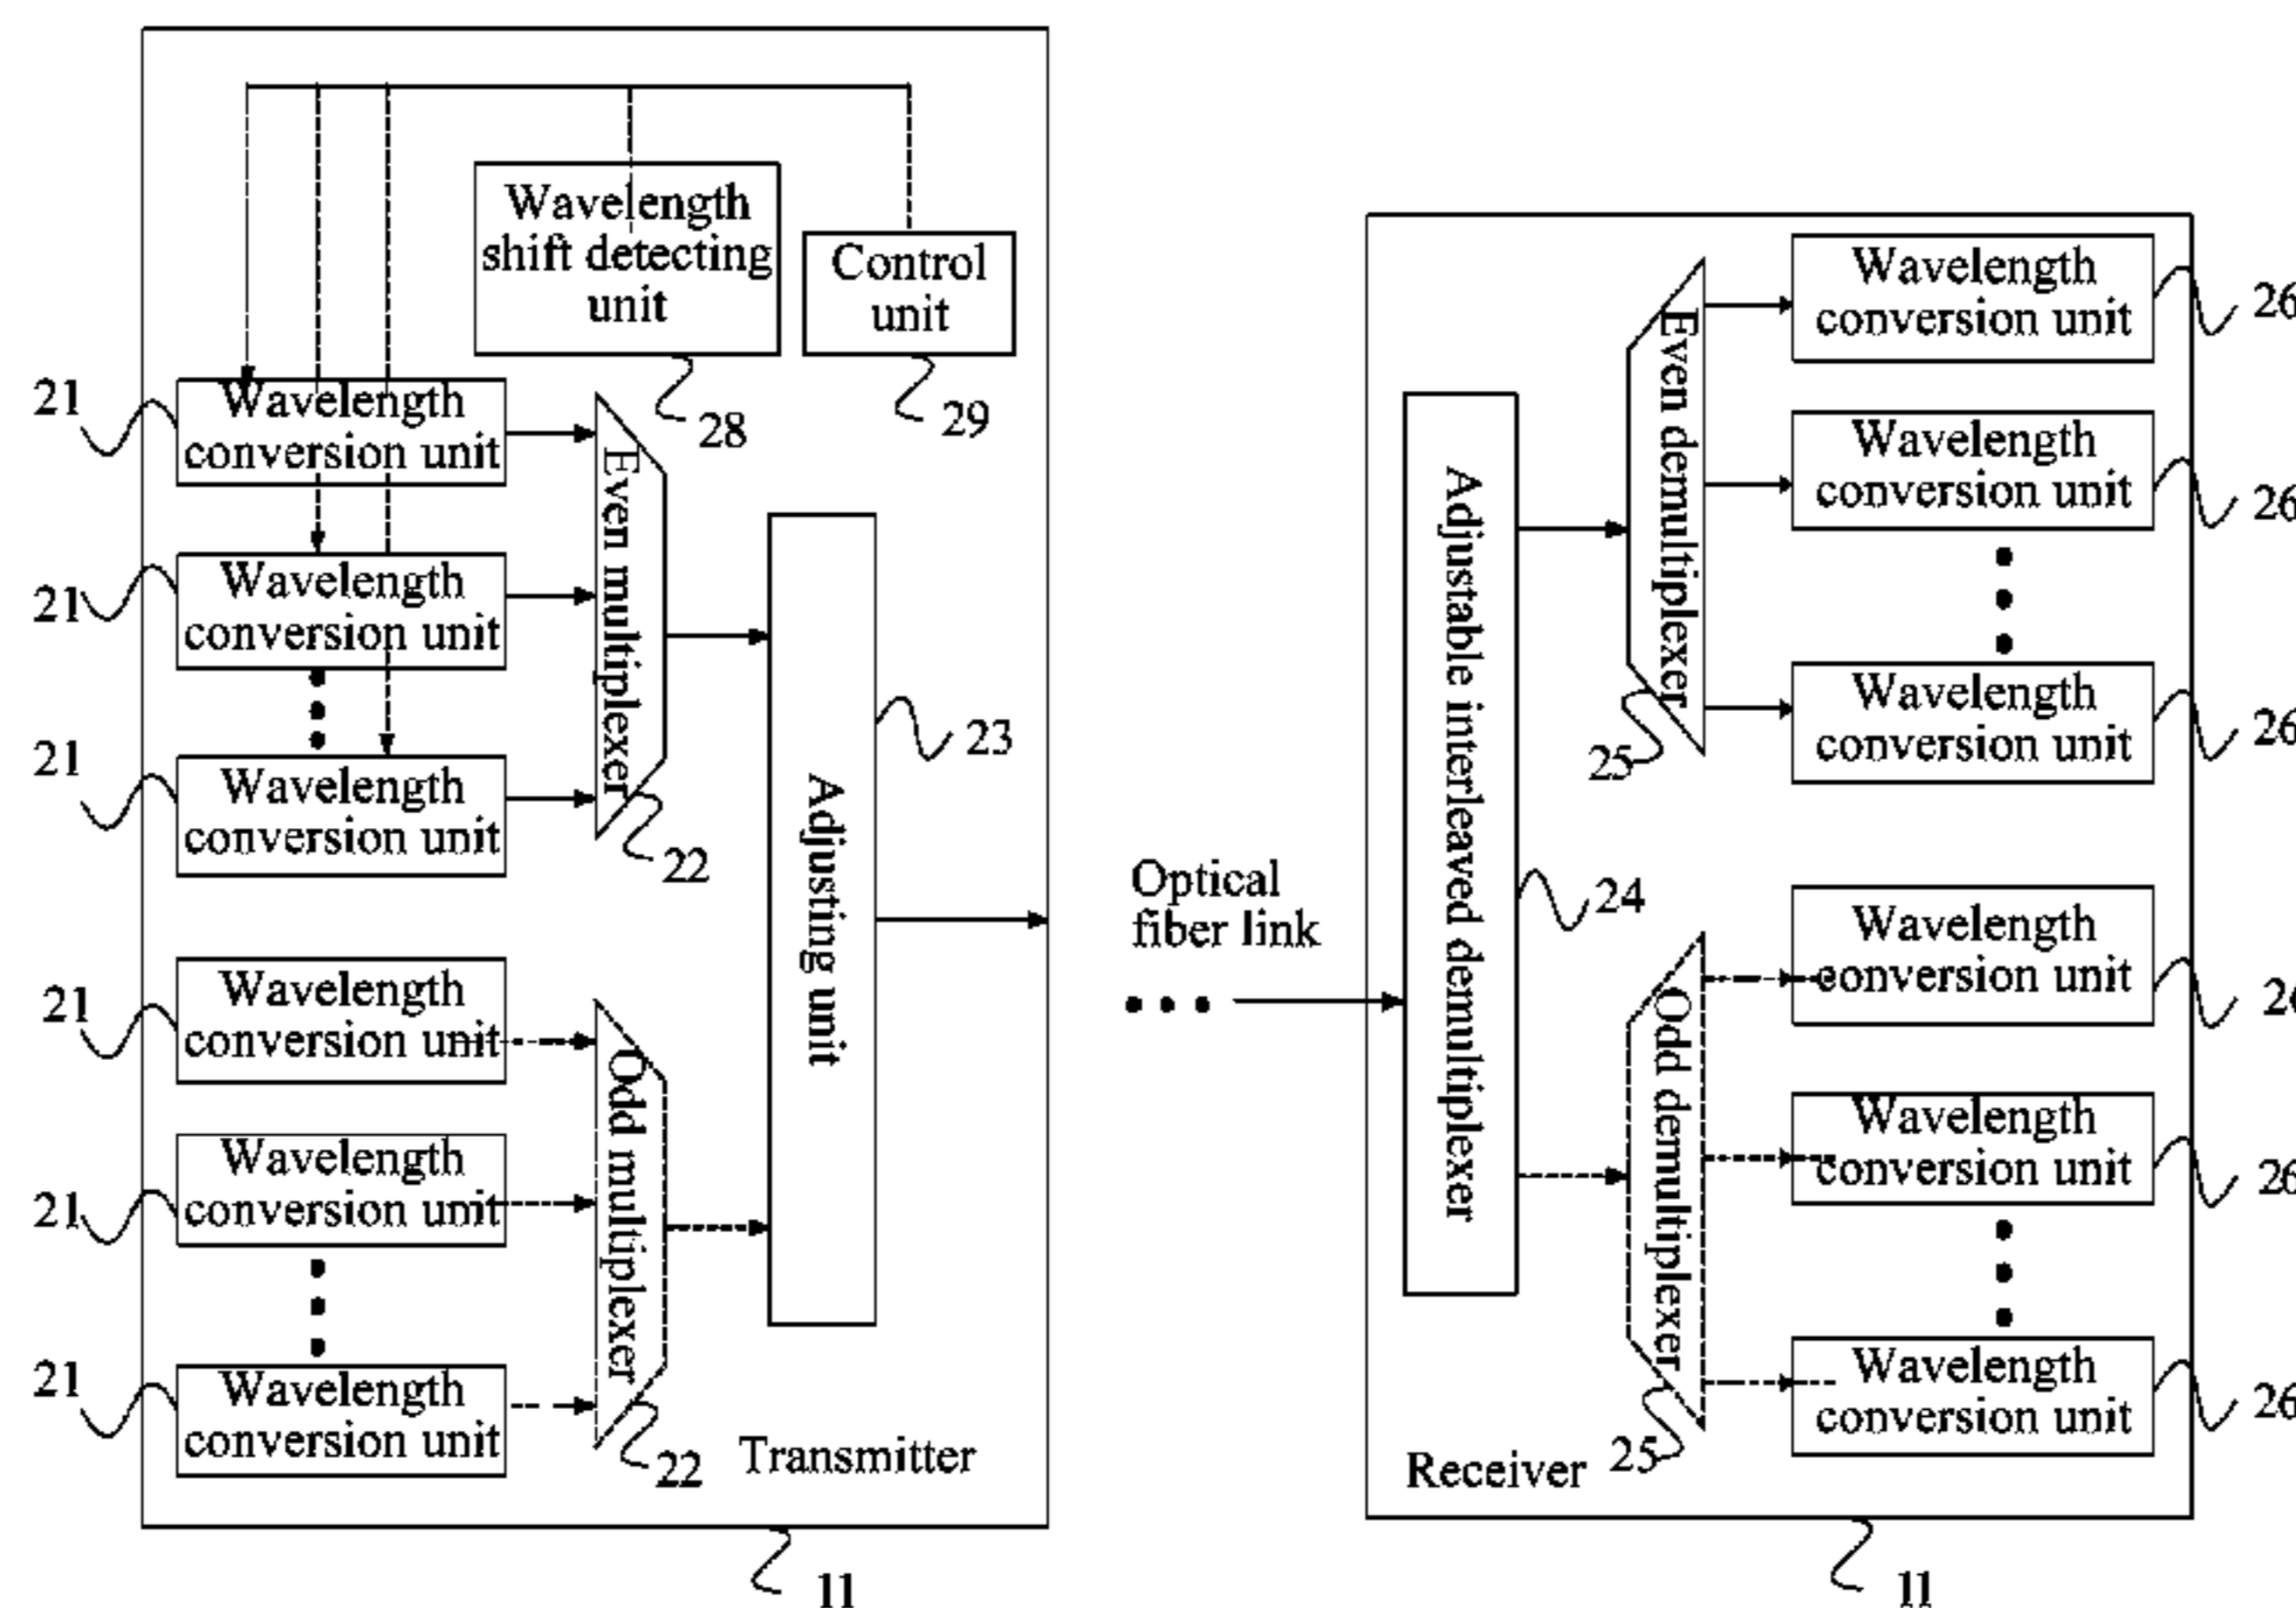 Wavelength
shift detecting
unit
28
Control
unit
29
21
Wavelength
conversion unit
21
Wavelength
conversion unit
21
Wavelength
conversion unit
Even multiplexer
22
21
Wavelength
conversion unit
21
Wavelength
conversion unit
21
Wavelength
conversion unit
Odd multiplexer
22
Adjusting unit
23
Transmitter
11
Optical
fiber link
Adjustable interleaved demultiplexer
24
Even demultiplexer
25
Wavelength
conversion unit
26
Wavelength
conversion unit
26
Wavelength
conversion unit
26
Odd demultiplexer
25
Wavelength
conversion unit
26
Wavelength
conversion unit
26
Wavelength
conversion unit
26
Receiver
11